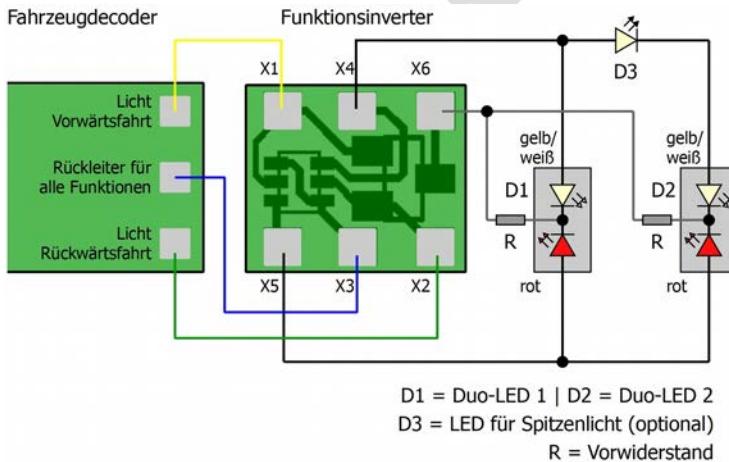 Fahrzeugdecoder
Funktionsinverter
X1
X4
X6
D3
Licht
Vorwärtsfahrt
Rückleiter für
alle Funktionen
Licht
Rückwärtsfahrt
gelb/
weiß
gelb/
weiß
D1
D2
R
R
rot
rot
X5
X3
X2
D1 = Duo-LED 1 | D2 = Duo-LED 2
D3 = LED für Spitzenlicht (optional)
R = Vorwiderstand